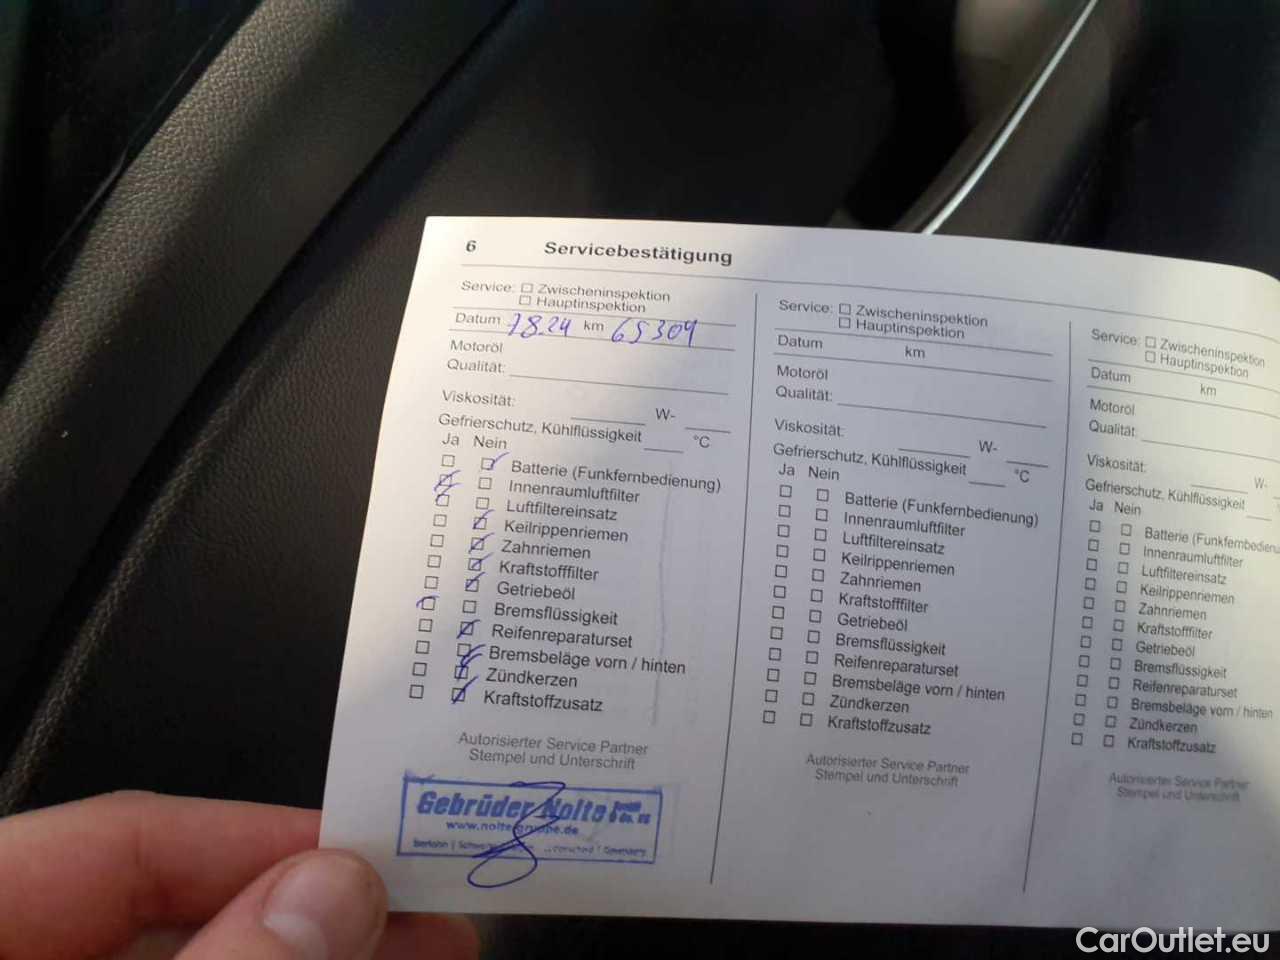 6 Servicebestätigung
Service: ☐ Zwischeninspektion
☐ Hauptinspektion
Datum 7.8.24 km 65304
Motoröl
Qualität:
Viskosität: W-
Gefrierschutz, Kühlflüssigkeit °C
Ja Nein
Batterie (Funkfernbedienung)
Innenraumluftfilter
Luftfiltereinsatz
Keilrippenriemen
Zahnriemen
Kraftstofffilter
Getriebeöl
Bremsflüssigkeit
Reifenreparaturset
Bremsbeläge vorn / hinten
Zündkerzen
Kraftstoffzusatz
Autorisierter Service Partner
Stempel und Unterschrift
Gebrüder Nolte
Iserlohn
Service: ☐ Zwischeninspektion
☐ Hauptinspektion
Datum km
Motoröl
Qualität:
Viskosität: W-
Gefrierschutz, Kühlflüssigkeit °C
Ja Nein
Batterie (Funkfernbedienung)
Innenraumluftfilter
Luftfiltereinsatz
Keilrippenriemen
Zahnriemen
Kraftstofffilter
Getriebeöl
Bremsflüssigkeit
Reifenreparaturset
Bremsbeläge vorn / hinten
Zündkerzen
Kraftstoffzusatz
Autorisierter Service Partner
Stempel und Unterschrift
Service: ☐ Zwischeninspektion
☐ Hauptinspektion
Datum km
Motoröl
Qualität:
Viskosität: W-
Gefrierschutz, Kühlflüssigkeit
Ja Nein
Batterie (Funkfernbedienu
Innenraumluftfilter
Luftfiltereinsatz
Keilrippenriemen
Zahnriemen
Kraftstofffilter
Getriebeöl
Bremsflüssigkeit
Reifenreparaturset
Bremsbeläge vorn / hinten
Zündkerzen
Kraftstoffzusatz
Autorisierter Service Partner
Stempel und Unterschrift
CarOutlet.eu